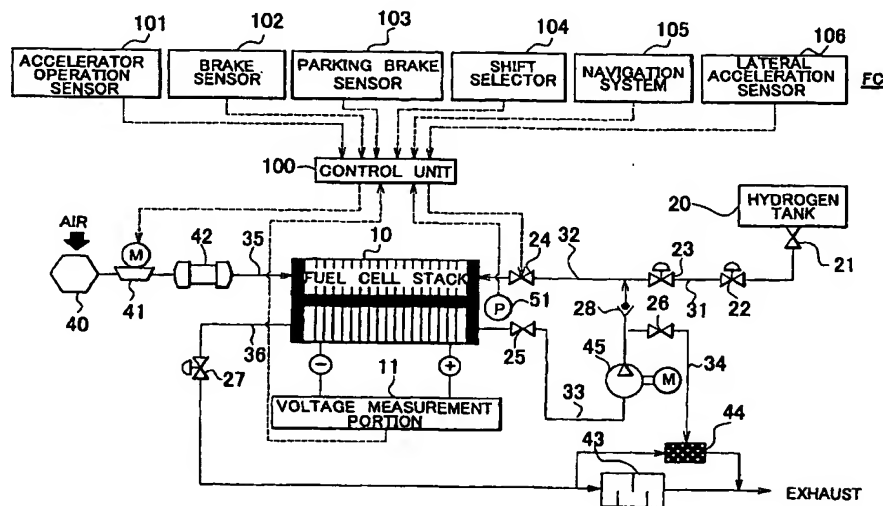 101
102
103
104
105
106
ACCELERATOR
OPERATION
SENSOR
BRAKE
SENSOR
PARKING BRAKE
SENSOR
SHIFT
SELECTOR
NAVIGATION
SYSTEM
LATERAL
ACCELERATION
SENSOR
FC
100
CONTROL UNIT
20
HYDROGEN
TANK
AIR
M
42
35
10
24
32
23
21
FUEL CELL STACK
40
41
P
51
28
26
31
22
36
25
45
34
27
−
11
+
M
VOLTAGE MEASUREMENT
PORTION
33
43
44
EXHAUST